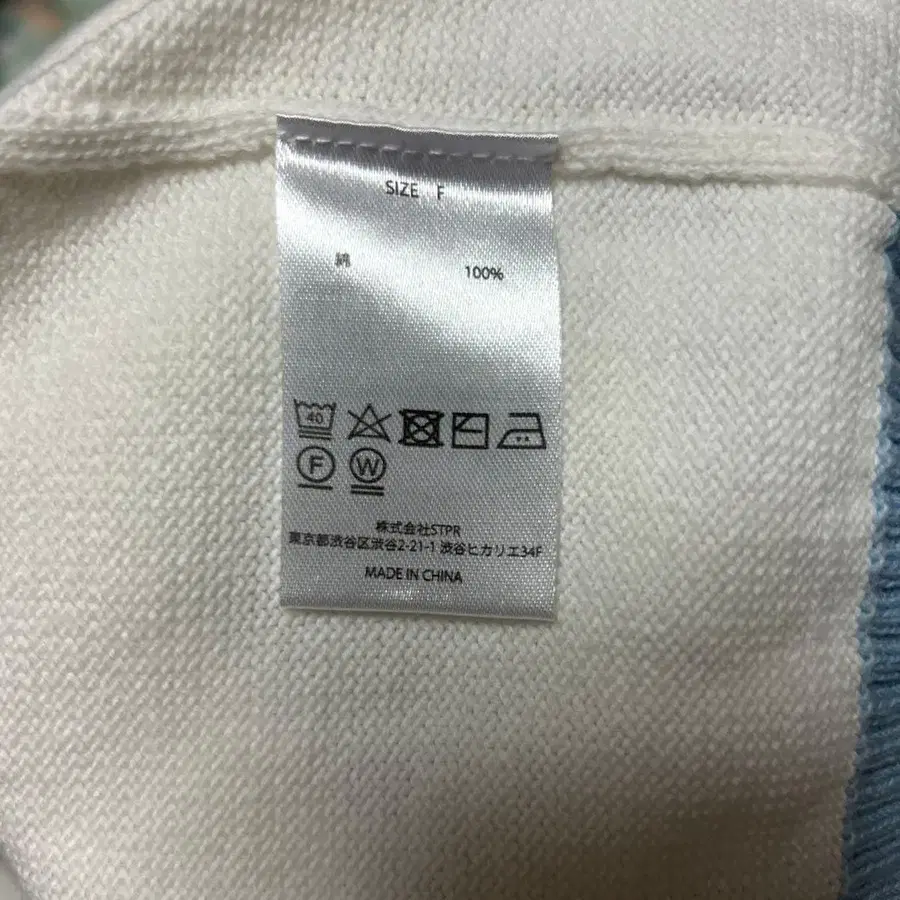 SIZE F
綿 100%
40
F W
株式会社STPR
東京都渋谷区渋谷2-21-1 渋谷ヒカリエ34F
MADE IN CHINA